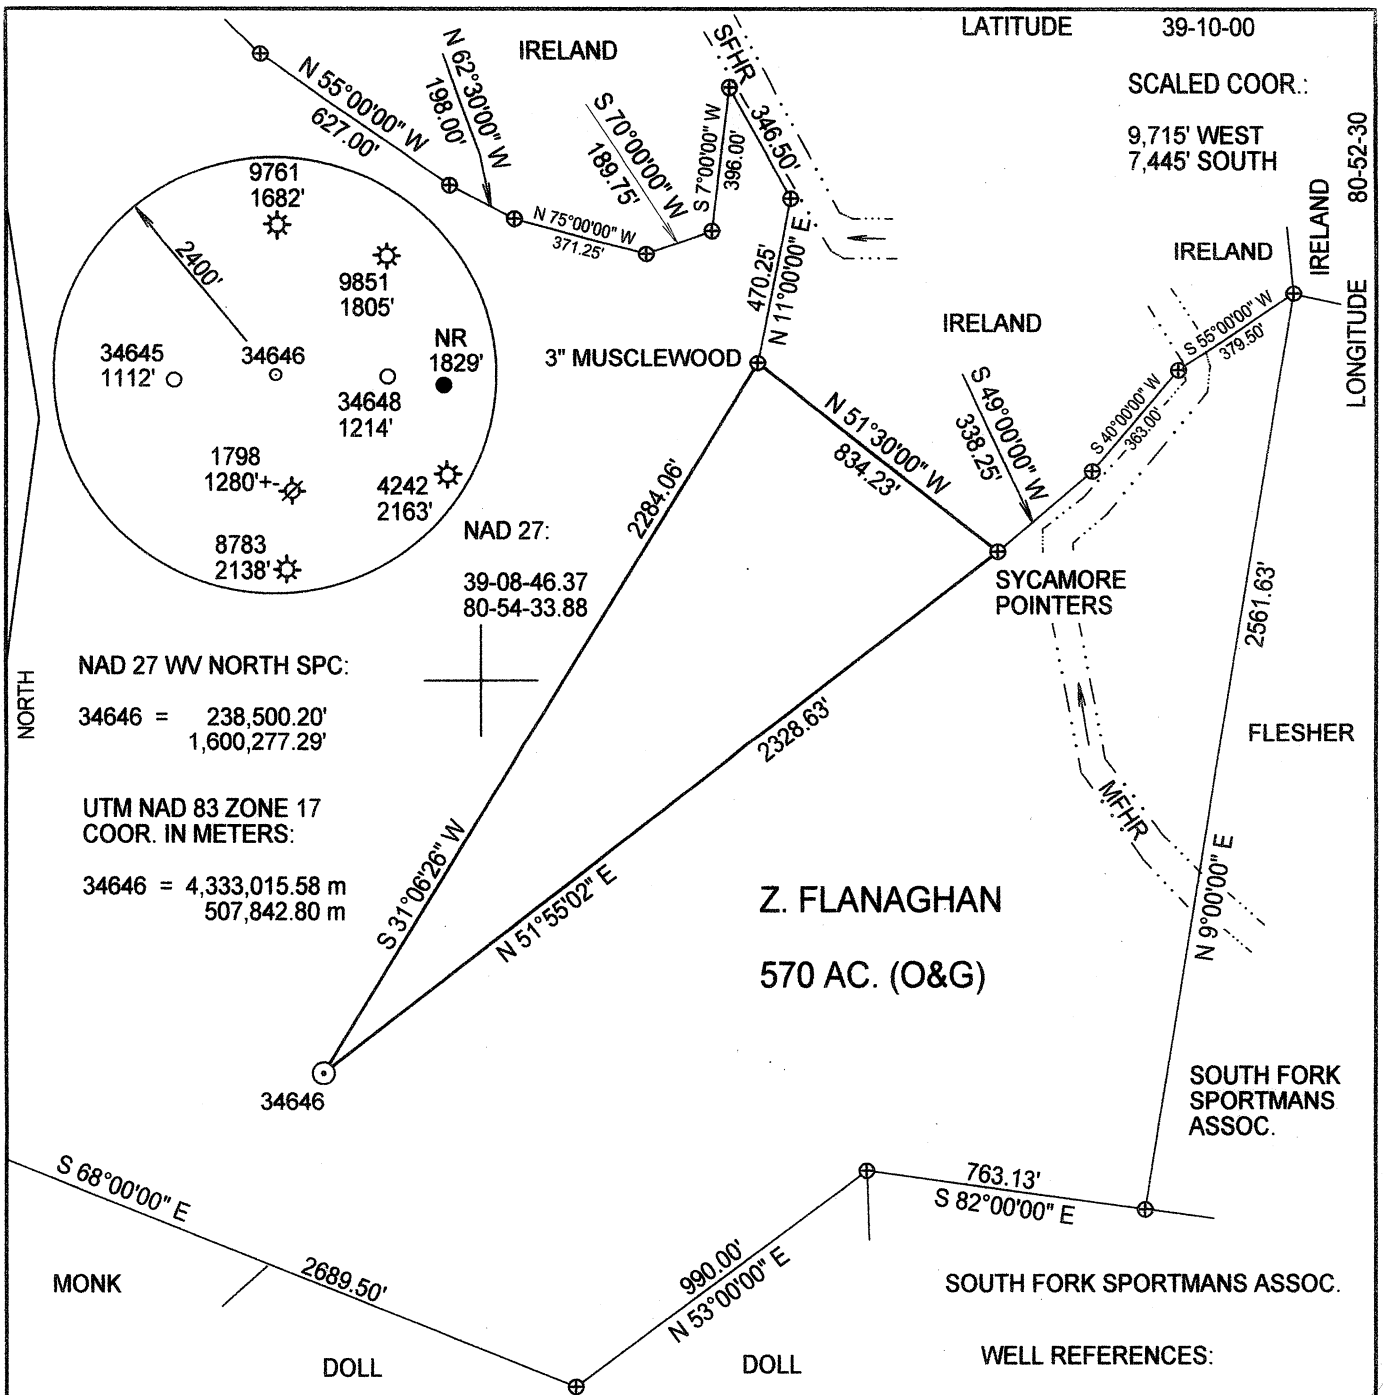 LATITUDE 39-10-00
SCALED COOR.:
9,715' WEST
7,445' SOUTH
LONGITUDE 80-52-30
IRELAND
N 55°00'00" W
627.00'
N 62°30'00" W
198.00'
IRELAND
S 70°00'00" W
189.75'
N 75°00'00" W
371.25'
S 7°00'00" W
396.00'
SFHR
346.50'
470.25'
N 11°00'00" E.
9761
1682'
2400'
9851
1805'
34645
1112'
34646
NR
1829'
34648
1214'
1798
1280'+-
4242
2163'
8783
2138'
3" MUSCLEWOOD
IRELAND
IRELAND
S 55°00'00" W
379.50'
S 40°00'00" W
363.00'
S 49°00'00" W
338.25'
N 51°30'00" W
834.23'
SYCAMORE
POINTERS
2284.06'
S 31°06'26" W
2328.63'
N 51°55'02" E
2561.63'
N 9°00'00" E
MFHR
FLESHER
NAD 27:
39-08-46.37
80-54-33.88
NORTH
NAD 27 WV NORTH SPC:
34646 = 238,500.20'
1,600,277.29'
UTM NAD 83 ZONE 17
COOR. IN METERS:
34646 = 4,333,015.58 m
507,842.80 m
Z. FLANAGHAN
570 AC. (O&G)
34646
SOUTH FORK
SPORTMANS
ASSOC.
S 68°00'00" E
2689.50'
990.00'
N 53°00'00" E
763.13'
S 82°00'00" E
MONK
DOLL
DOLL
SOUTH FORK SPORTMANS ASSOC.
WELL REFERENCES: